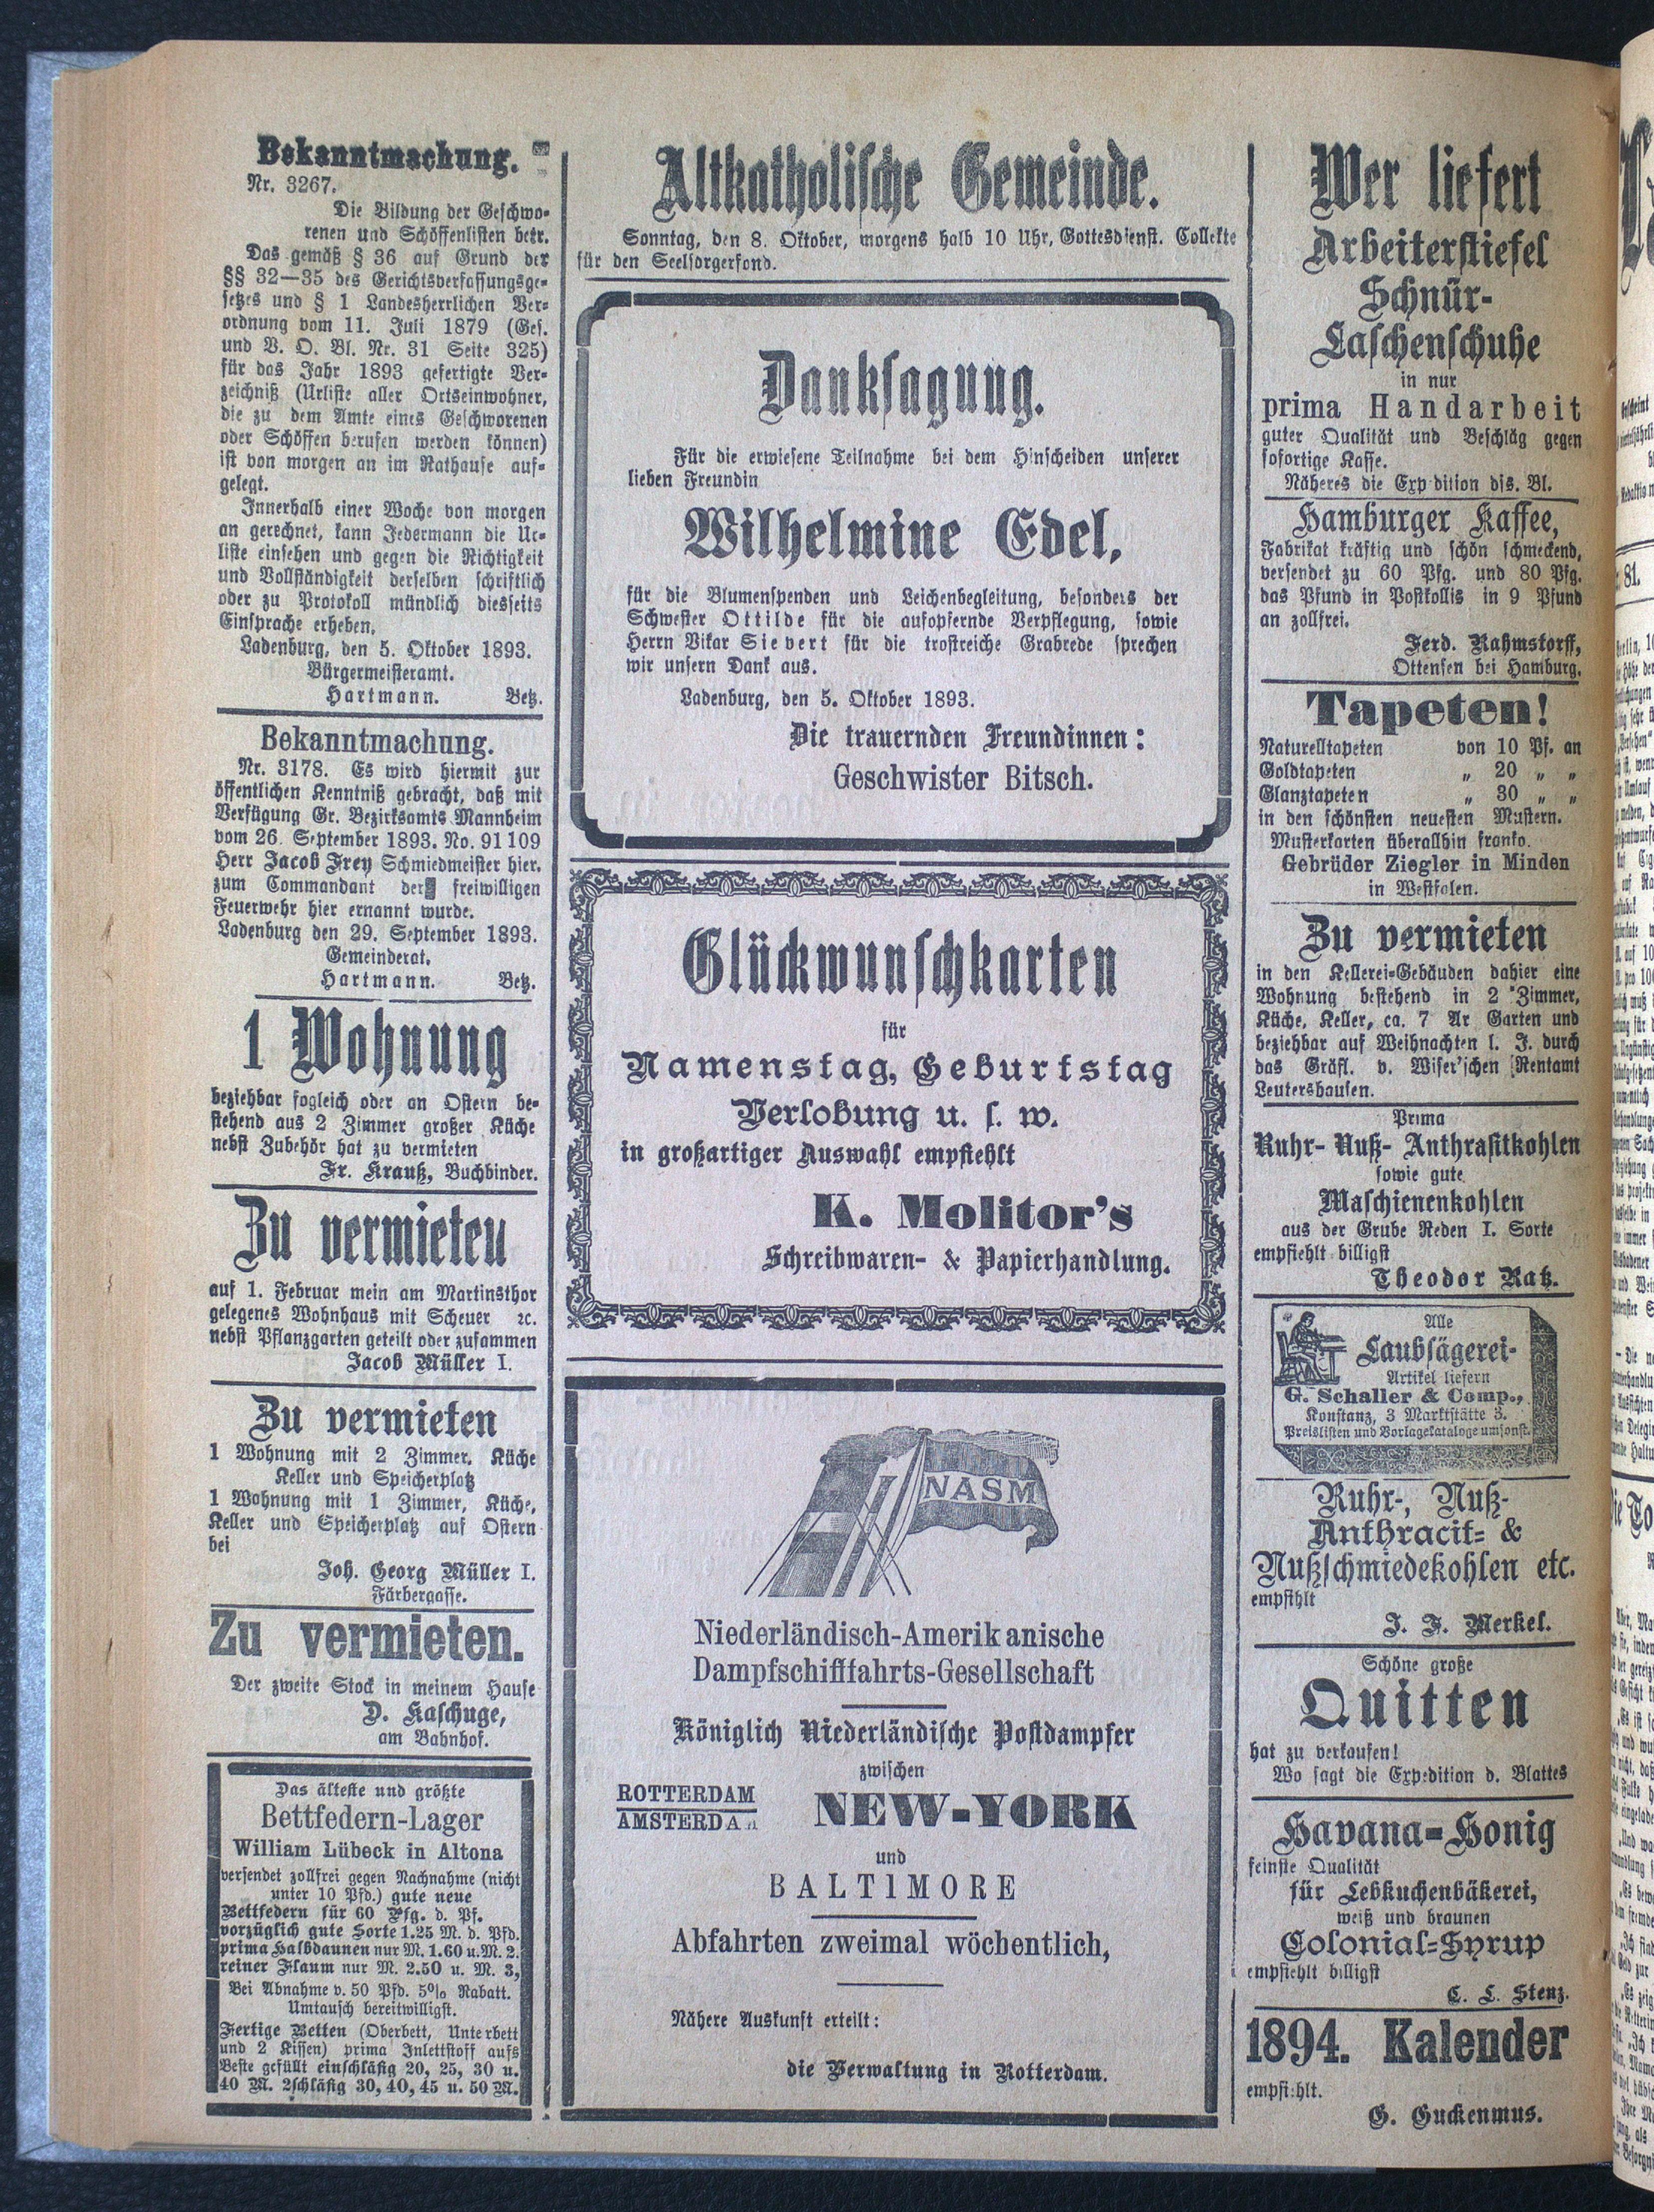 Bekanntmachung.
Nr. 3267.
Die Bildung der Geschwo-
renen und Schöffenlisten betr.
Das gemäß § 36 auf Grund der
§§ 32—35 des Gerichtsverfassungsge-
setzes und § 1 Landesherrlichen Ver-
ordnung vom 11. Juli 1879 (Ges.
und V. O. Bl. Nr. 31 Seite 325)
für das Jahr 1893 gefertigte Ver-
zeichniß (Urliste aller Ortseinwohner,
die zu dem Amte eines Geschworenen
oder Schöffen berufen werden können)
ist von morgen an im Rathause auf-
gelegt.
Innerhalb einer Woche von morgen
an gerechnet, kann Jedermann die Ur-
liste einsehen und gegen die Richtigkeit
und Vollständigkeit derselben schriftlich
oder zu Protokoll mündlich diesseits
Einsprache erheben.
Ladenburg, den 5. Oktober 1893.
Bürgermeisteramt.
Hartmann. Betz.
Bekanntmachung.
Nr. 3178. Es wird hiermit zur
öffentlichen Kenntniß gebracht, daß mit
Verfügung Gr. Bezirksamts Mannheim
vom 26. September 1893. No. 91109
Herr Jacob Frey Schmiedmeister hier.
zum Commandant der freiwilligen
Feuerwehr hier ernannt wurde.
Ladenburg den 29. September 1893.
Gemeinderat.
Hartmann. Betz.
1 Wohnung
beziehbar sogleich oder an Ostern be-
stehend aus 2 Zimmer großer Küche
nebst Zubehör hat zu vermieten
Fr. Krauß, Buchbinder.
Zu vermieten
auf 1. Februar mein am Martinsthor
gelegenes Wohnhaus mit Scheuer ꝛc.
nebst Pflanzgarten geteilt oder zusammen
Jacob Müller I.
Zu vermieten
1 Wohnung mit 2 Zimmer, Küche
Keller und Speicherplatz
1 Wohnung mit 1 Zimmer, Küche,
Keller und Speicherplatz auf Ostern
bei
Joh. Georg Müller I.
Färbergasse.
Zu vermieten.
Der zweite Stock in meinem Hause
D. Kaschuge,
am Bahnhof.
Das älteste und größte
Bettfedern-Lager
William Lübeck in Altona
versendet zollfrei gegen Nachnahme (nicht
unter 10 Pfd.) gute neue
Bettfedern für 60 Pfg. d. Pf.
vorzüglich gute Sorte 1.25 M. d. Pfd.
prima Halbdaunen nur M. 1.60 u. M. 2.
reiner Flaum nur M. 2.50 u. M. 3,
Bei Abnahme v. 50 Pfd. 5% Rabatt.
Umtausch bereitwilligst.
Fertige Betten (Oberbett, Unterbett
und 2 Kissen) prima Inlettstoff aufs
Beste gefüllt einschläfig 20, 25, 30 u.
40 M. 2schläfig 30, 40, 45 u. 50 M.
Altkatholische Gemeinde.
Sonntag, den 8. Oktober, morgens halb 10 Uhr, Gottesdienst. Collekte
für den Seelsorgerfond.
Danksagung.
Für die erwiesene Teilnahme bei dem Hinscheiden unserer
lieben Freundin
Wilhelmine Edel,
für die Blumenspenden und Leichenbegleitung, besonders der
Schwester Ottilde für die aufopfernde Verpflegung, sowie
Herrn Vikar Sievert für die trostreiche Grabrede sprechen
wir unsern Dank aus.
Ladenburg, den 5. Oktober 1893.
Die trauernden Freundinnen:
Geschwister Bitsch.
Glückwunschkarten
für
Namenstag, Geburtstag
Verlobung u. s. w.
in großartiger Auswahl empfiehlt
K. Molitor's
Schreibwaren- & Papierhandlung.
NASM
Niederländisch-Amerikanische
Dampfschifffahrts-Gesellschaft
Königlich Niederländische Postdampfer
zwischen
ROTTERDAM
AMSTERDAM
NEW-YORK
und
BALTIMORE
Abfahrten zweimal wöchentlich,
Nähere Auskunft erteilt:
die Verwaltung in Rotterdam.
Wer liefert
Arbeiterstiefel
Schnür-
Laschenschuhe
in nur
prima Handarbeit
guter Qualität und Beschläg gegen
sofortige Kasse.
Näheres die Expedition dss. Bl.
Hamburger Kaffee,
Fabrikat kräftig und schön schmeckend,
versendet zu 60 Pfg. und 80 Pfg.
das Pfund in Postkollis in 9 Pfund
an zollfrei.
Ferd. Rahmstorff,
Ottensen bei Hamburg.
Tapeten!
Naturelltapeten von 10 Pf. an
Goldtapeten „ 20 „ „
Glanztapeten „ 30 „ „
in den schönsten neuesten Mustern.
Musterkarten überallhin franko.
Gebrüder Ziegler in Minden
in Westfalen.
Zu vermieten
in den Kellerei-Gebäuden dahier eine
Wohnung bestehend in 2 Zimmer,
Küche, Keller, ca. 7 Ar Garten und
beziehbar auf Weihnachten l. J. durch
das Gräfl. v. Wiser'schen Rentamt
Leutershausen.
Prima
Ruhr- Nuß- Anthrasitkohlen
sowie gute
Maschienenkohlen
aus der Grube Reden I. Sorte
empfiehlt billigst
Theodor Katz.
Alle
Laubsägerei-
Artikel liefern
G. Schaller & Comp.,
Konstanz, 3 Marktstätte 3.
Preislisten und Vorlagekataloge umsonst.
Ruhr-, Nuß-
Anthracit- &
Nußschmiedekohlen etc.
empfihlt
J. F. Merkel.
Schöne große
Quitten
hat zu verkaufen!
Wo sagt die Expedition d. Blattes
Havana-Honig
feinste Qualität
für Lebkuchenbäkerei,
weiß und braunen
Colonial-Syrup
empfiehlt billigst
C. L. Stenz.
1894. Kalender
empfiehlt.
G. Guckenmus.